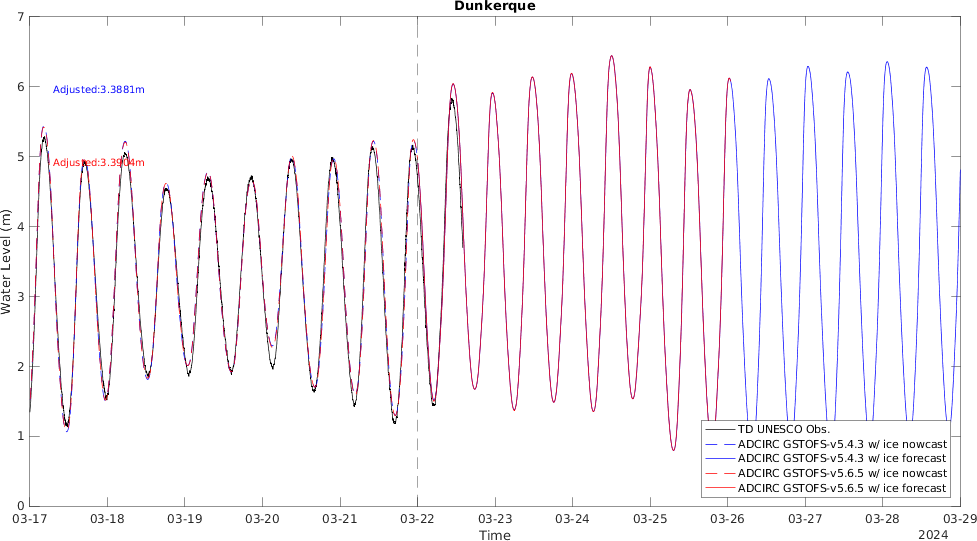 Dunkerque
7
6
5
4
3
2
1
0
Water Level (m)
Adjusted:3.3881m
Adjusted:3.3904m
TD UNESCO Obs.
ADCIRC GSTOFS-v5.4.3 w/ ice nowcast
ADCIRC GSTOFS-v5.4.3 w/ ice forecast
ADCIRC GSTOFS-v5.6.5 w/ ice nowcast
ADCIRC GSTOFS-v5.6.5 w/ ice forecast
03-17 03-18 03-19 03-20 03-21 03-22 03-23 03-24 03-25 03-26 03-27 03-28 03-29
Time
2024